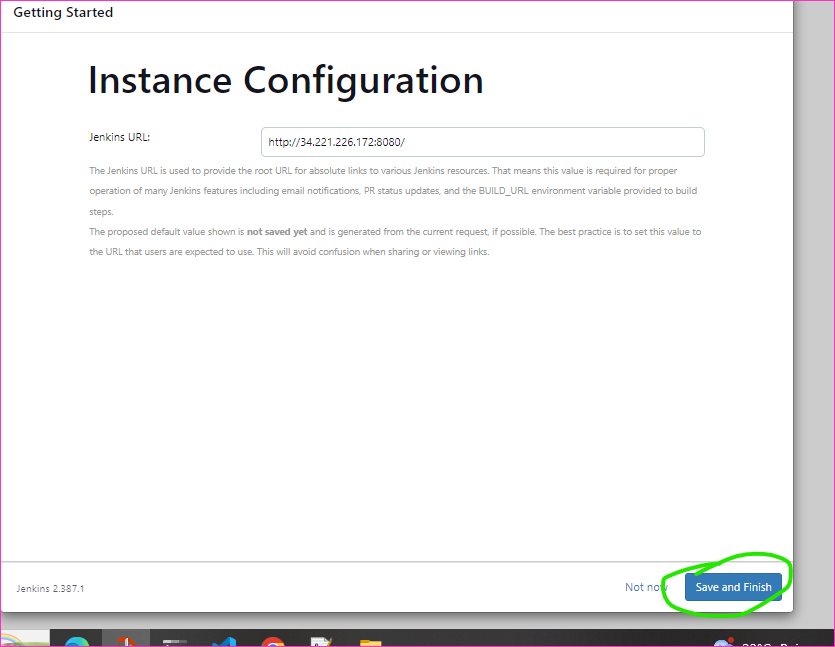 Getting Started
Instance Configuration
Jenkins URL:
http://34.221.226.172:8080/
The Jenkins URL is used to provide the root URL for absolute links to various Jenkins resources. That means this value is required for proper
operation of many Jenkins features including email notifications, PR status updates, and the BUILD_URL environment variable provided to build
steps.
The proposed default value shown is not saved yet and is generated from the current request, if possible. The best practice is to set this value to
the URL that users are expected to use. This will avoid confusion when sharing or viewing links.
Jenkins 2.387.1
Not now
Save and Finish